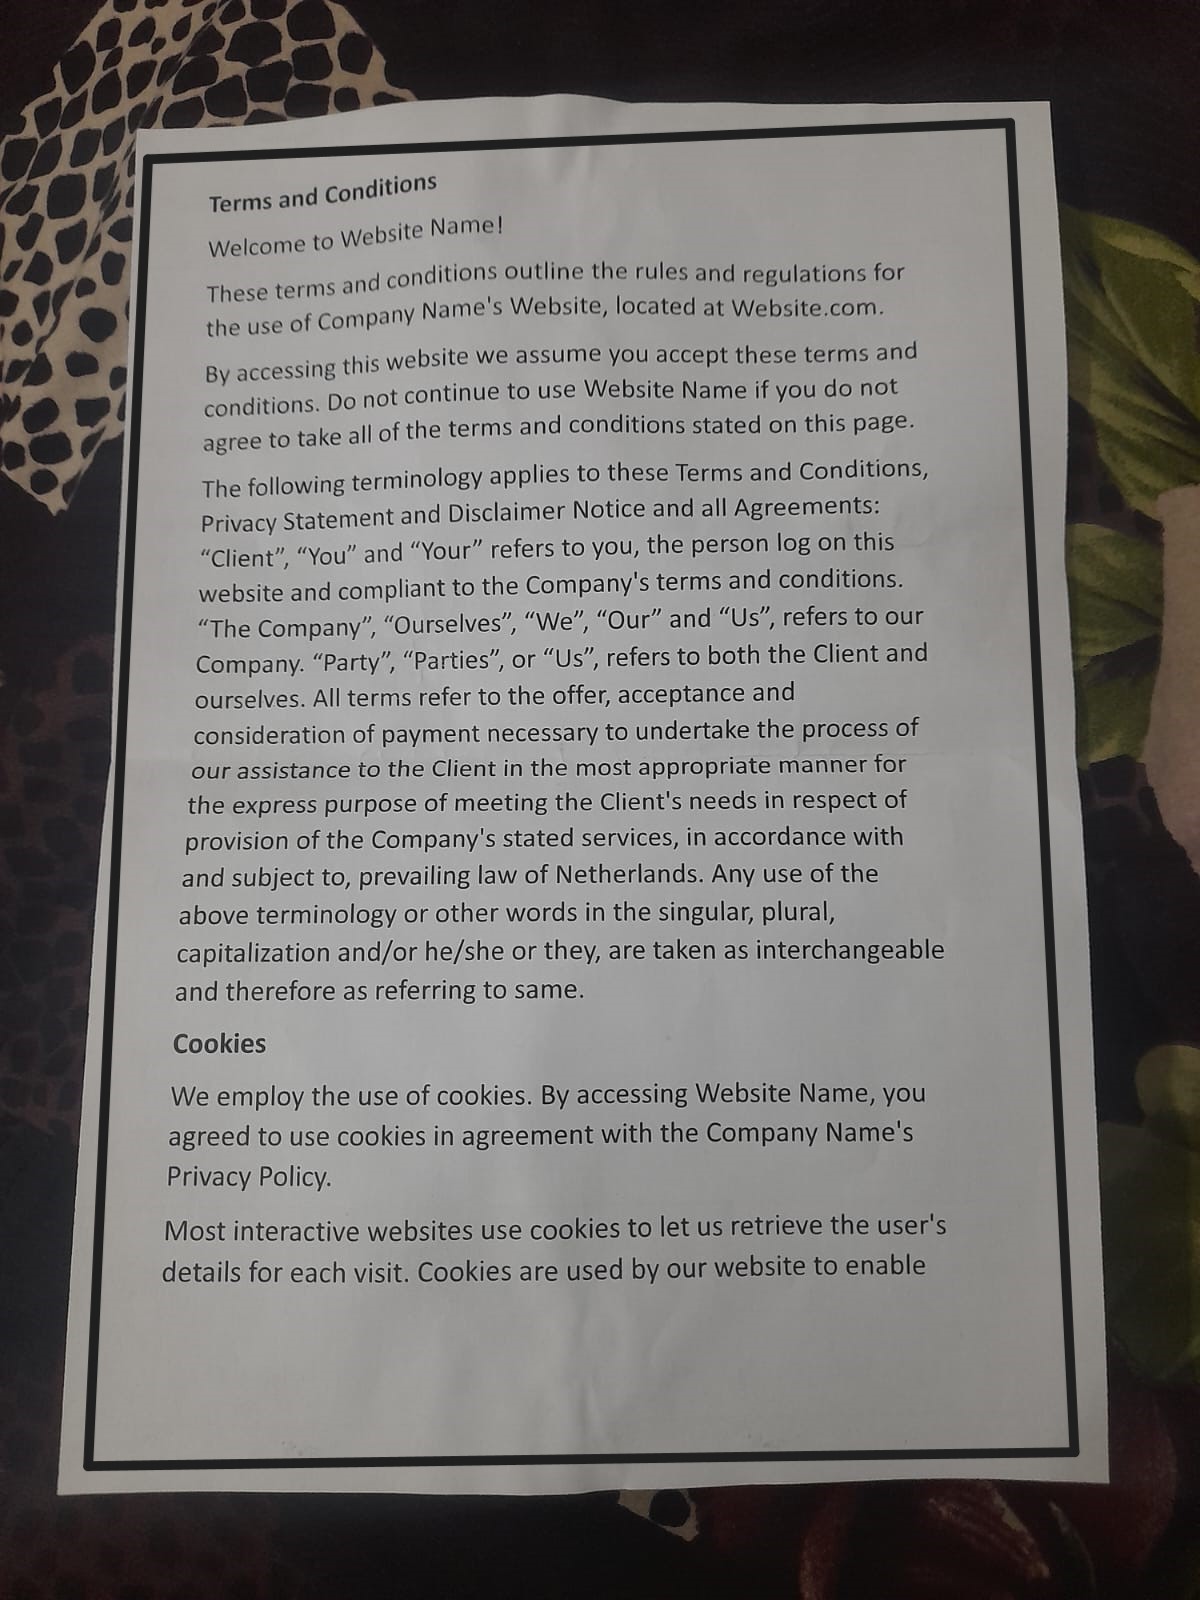 Terms and Conditions
Welcome to Website Name!
These terms and conditions outline the rules and regulations for
the use of Company Name's Website, located at Website.com.
By accessing this website we assume you accept these terms and
conditions. Do not continue to use Website Name if you do not
agree to take all of the terms and conditions stated on this page.
The following terminology applies to these Terms and Conditions,
Privacy Statement and Disclaimer Notice and all Agreements:
“Client”, “You” and “Your” refers to you, the person log on this
website and compliant to the Company's terms and conditions.
“The Company”, “Ourselves”, “We”, “Our” and “Us”, refers to our
Company. “Party”, “Parties”, or “Us”, refers to both the Client and
ourselves. All terms refer to the offer, acceptance and
consideration of payment necessary to undertake the process of
our assistance to the Client in the most appropriate manner for
the express purpose of meeting the Client's needs in respect of
provision of the Company's stated services, in accordance with
and subject to, prevailing law of Netherlands. Any use of the
above terminology or other words in the singular, plural,
capitalization and/or he/she or they, are taken as interchangeable
and therefore as referring to same.
Cookies
We employ the use of cookies. By accessing Website Name, you
agreed to use cookies in agreement with the Company Name's
Privacy Policy.
Most interactive websites use cookies to let us retrieve the user's
details for each visit. Cookies are used by our website to enable